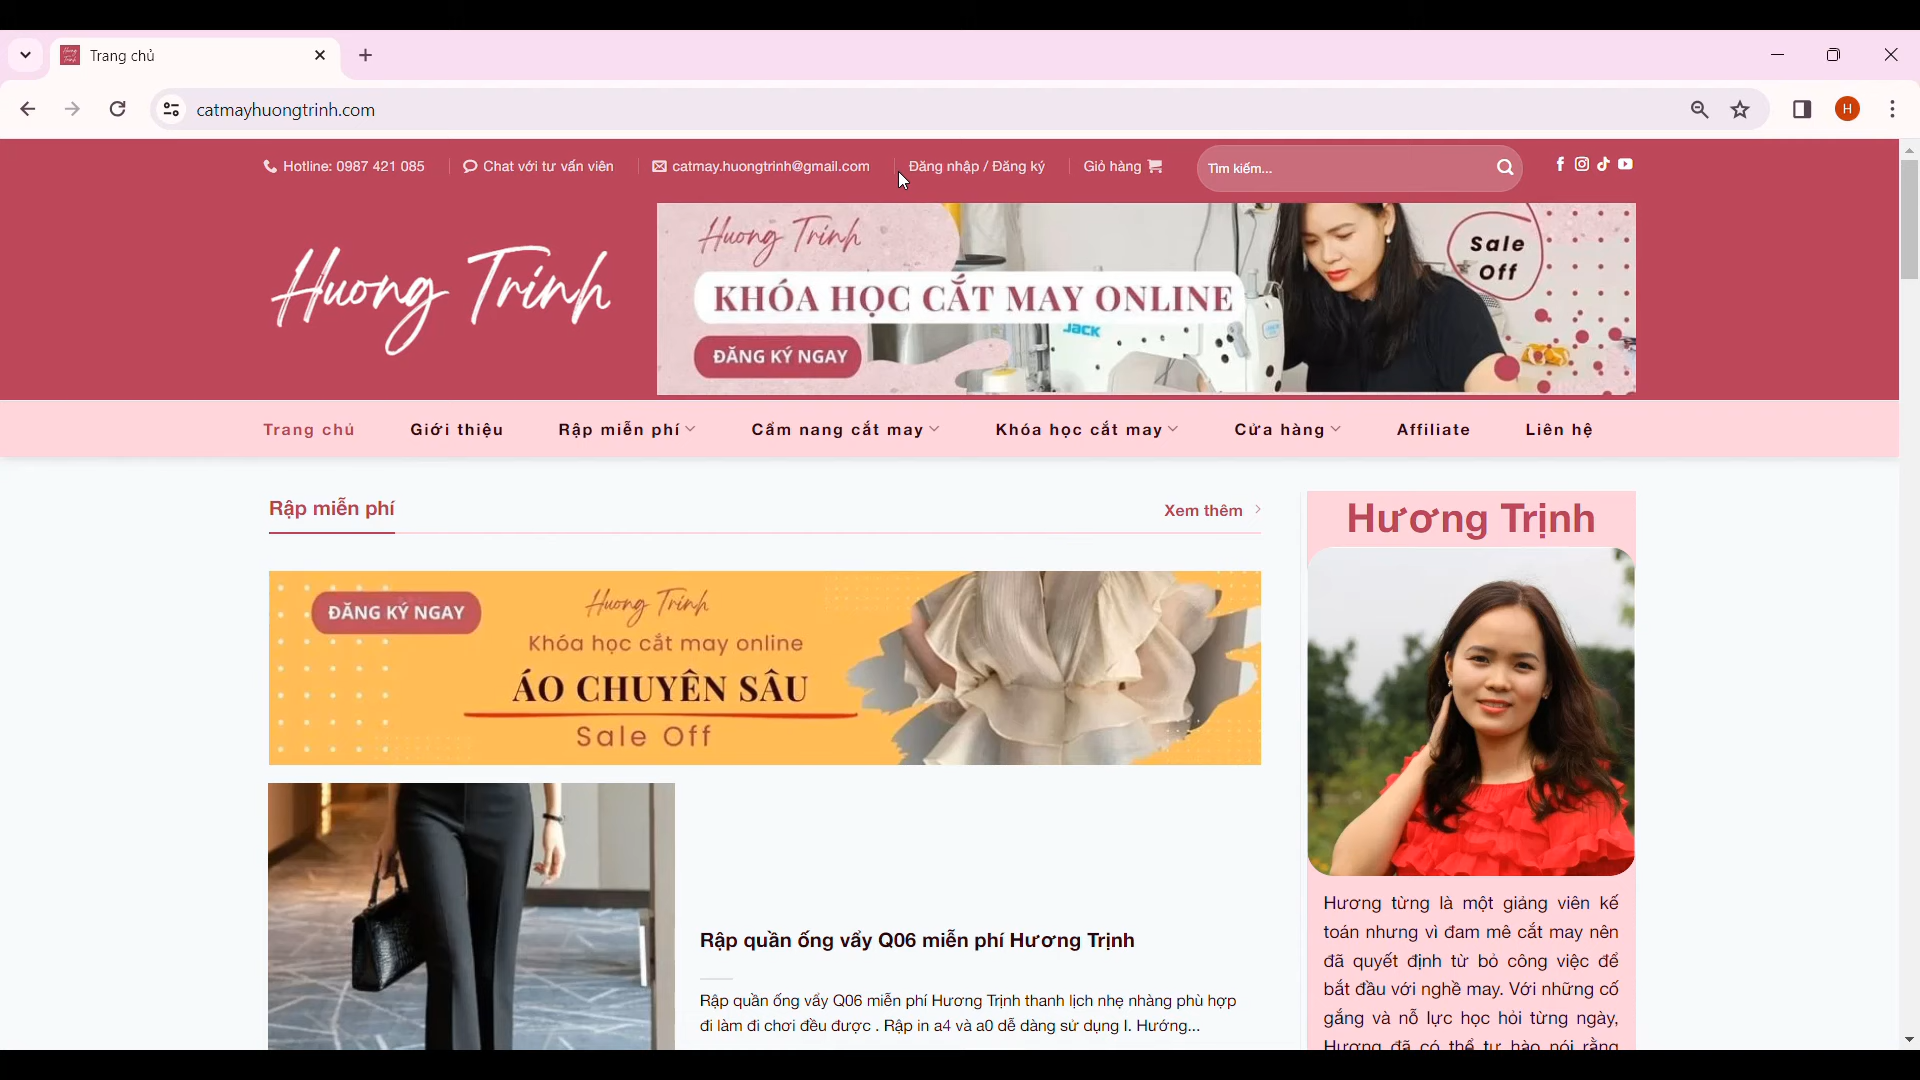 Trang chủ
catmayhuongtrinh.com
H
Hotline: 0987 421 085
Chat với tư vấn viên
catmay.huongtrinh@gmail.com
Đăng nhập / Đăng ký
Giỏ hàng
Tìm kiếm...
Huong Trinh
Huong Trinh
KHÓA HỌC CẮT MAY ONLINE
ĐĂNG KÝ NGAY
JACK
Sale
Off
Trang chủ
Giới thiệu
Rập miễn phí
Cẩm nang cắt may
Khóa học cắt may
Cửa hàng
Affiliate
Liên hệ
Rập miễn phí
Xem thêm
ĐĂNG KÝ NGAY
Huong Trinh
Khóa học cắt may online
ÁO CHUYÊN SÂU
Sale Off
Rập quần ống vẩy Q06 miễn phí Hương Trịnh
Rập quần ống vẩy Q06 miễn phí Hương Trịnh thanh lịch nhẹ nhàng phù hợp
đi làm đi chơi đều được . Rập in a4 và a0 dễ dàng sử dụng I. Hướng...
Hương Trịnh
Hương từng là một giảng viên kế
toán nhưng vì đam mê cắt may nên
đã quyết định từ bỏ công việc để
bắt đầu với nghề may. Với những cố
gắng và nỗ lực học hỏi từng ngày,
Hương đã có thể tự hào nói rằng